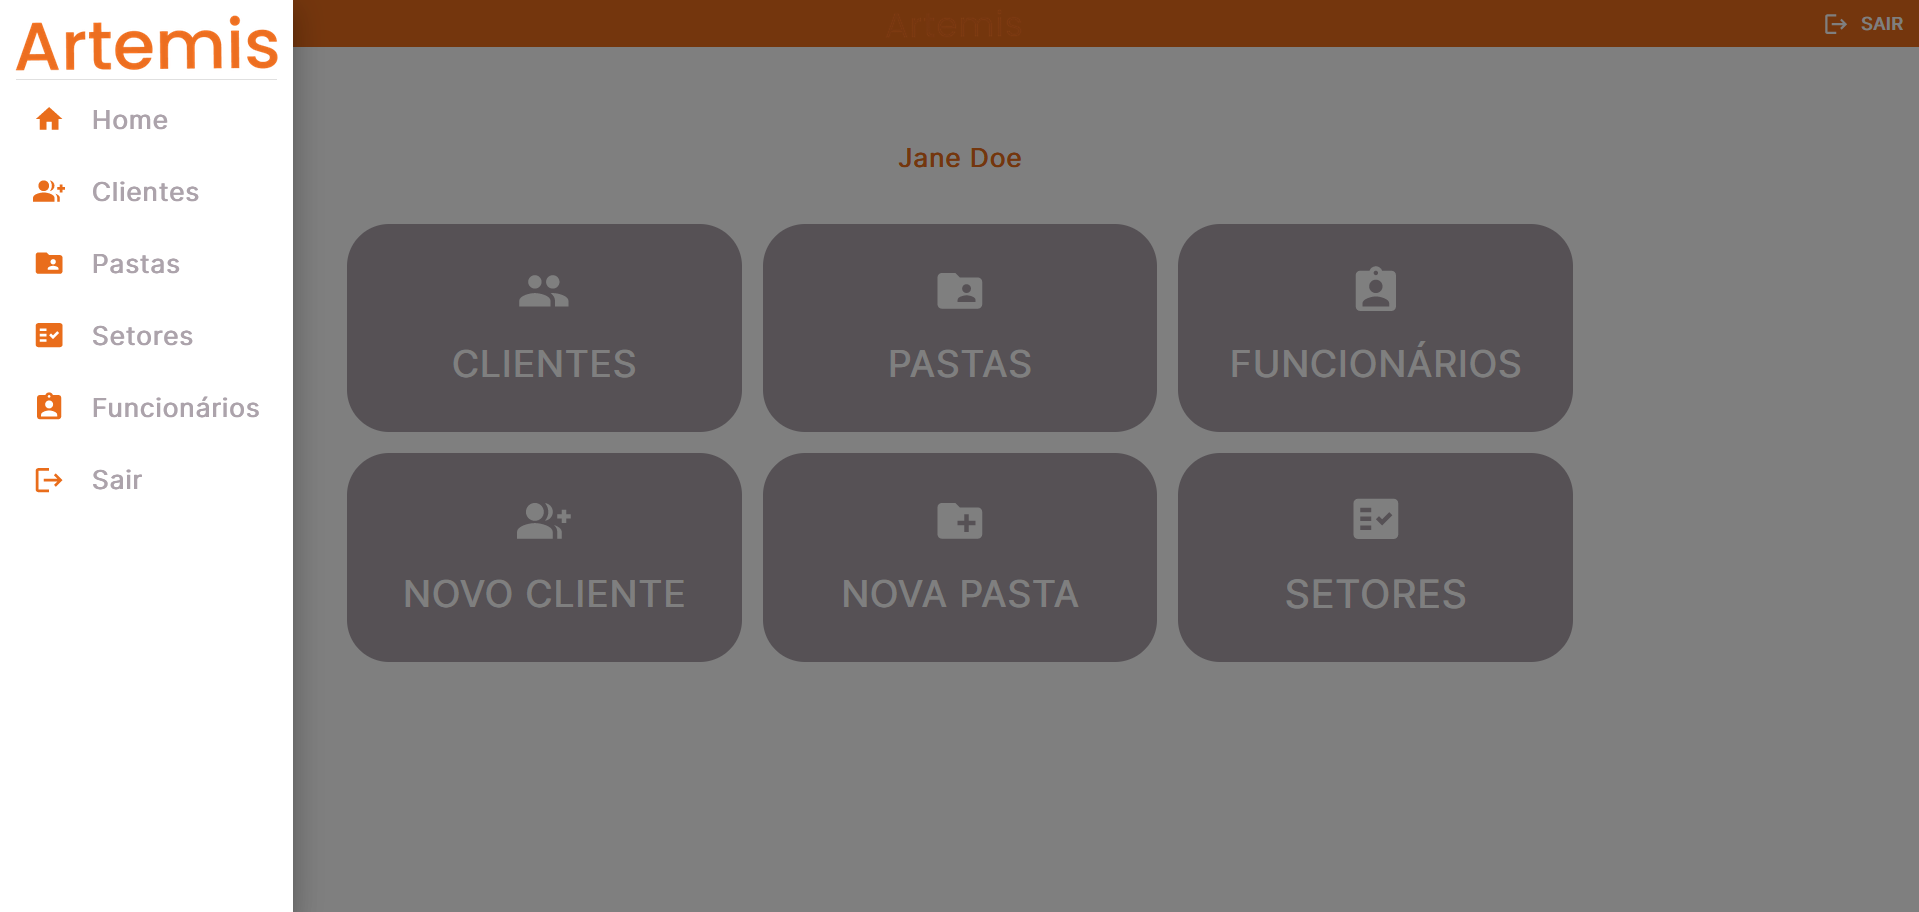 Artemis
Home
Clientes
Pastas
Setores
Funcionários
Sair
Artemis
SAIR
Jane Doe
CLIENTES
PASTAS
FUNCIONÁRIOS
NOVO CLIENTE
NOVA PASTA
SETORES